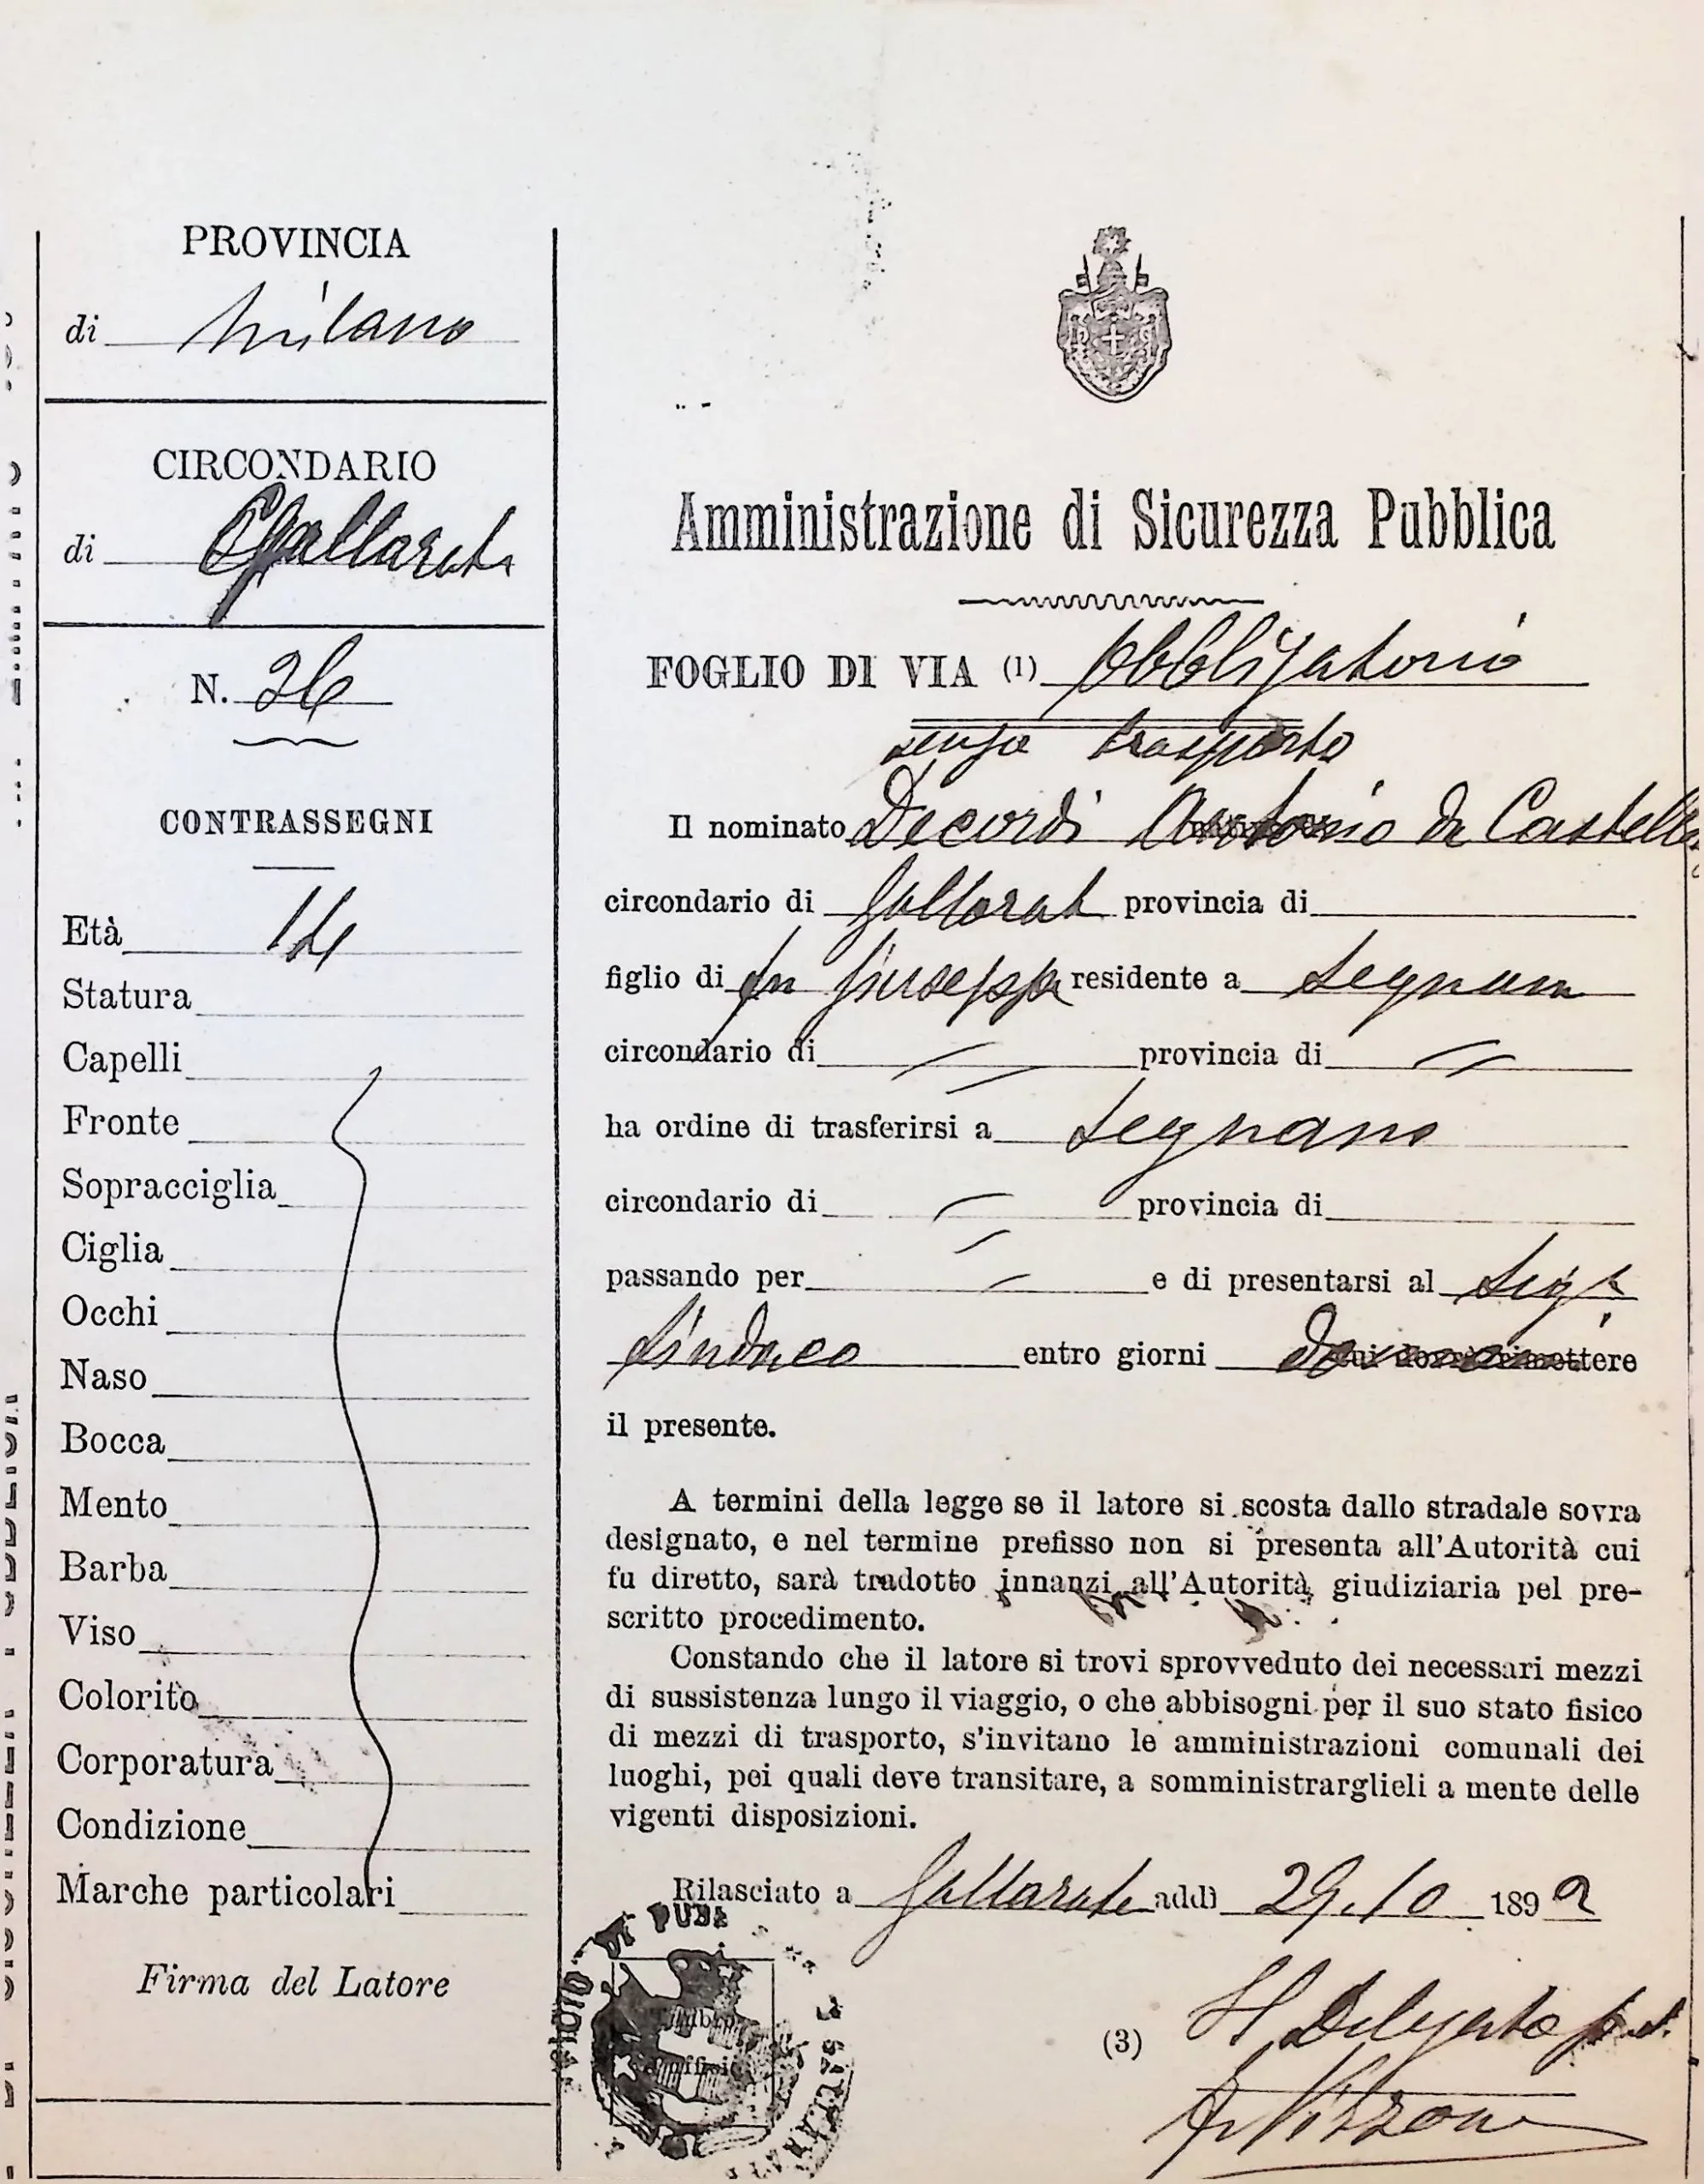 PROVINCIA
di Milano
CIRCONDARIO
di Gallarate
N. 26
CONTRASSEGNI
Età 14
Statura
Capelli
Fronte
Sopracciglia
Ciglia
Occhi
Naso
Bocca
Mento
Barba
Viso
Colorito
Corporatura
Condizione
Marche particolari
Firma del Latore
Amministrazione di Sicurezza Pubblica
FOGLIO DI VIA (1) Obbligatorio
senza trasporto
Il nominato Decordi Antonio da
circondario di Gallarate provincia di
figlio di fu Giuseppe residente a Legnano
circondario di provincia di
ha ordine di trasferirsi a Legnano
circondario di provincia di
passando per e di presentarsi al Sigr
Sindaco entro giorni
il presente.
A termini della legge se il latore si scosta dallo stradale sovra
designato, e nel termine prefisso non si presenta all'Autorità cui
fu diretto, sarà tradotto innanzi all'Autorità giudiziaria pel pre-
scritto procedimento.
Constando che il latore si trovi sprovveduto dei necessari mezzi
di sussistenza lungo il viaggio, o che abbisogni per il suo stato fisico
di mezzi di trasporto, s'invitano le amministrazioni comunali dei
luoghi, pei quali deve transitare, a somministrarglieli a mente delle
vigenti disposizioni.
Rilasciato a Gallarate addì 29.10 1892
(3) Il Delegato